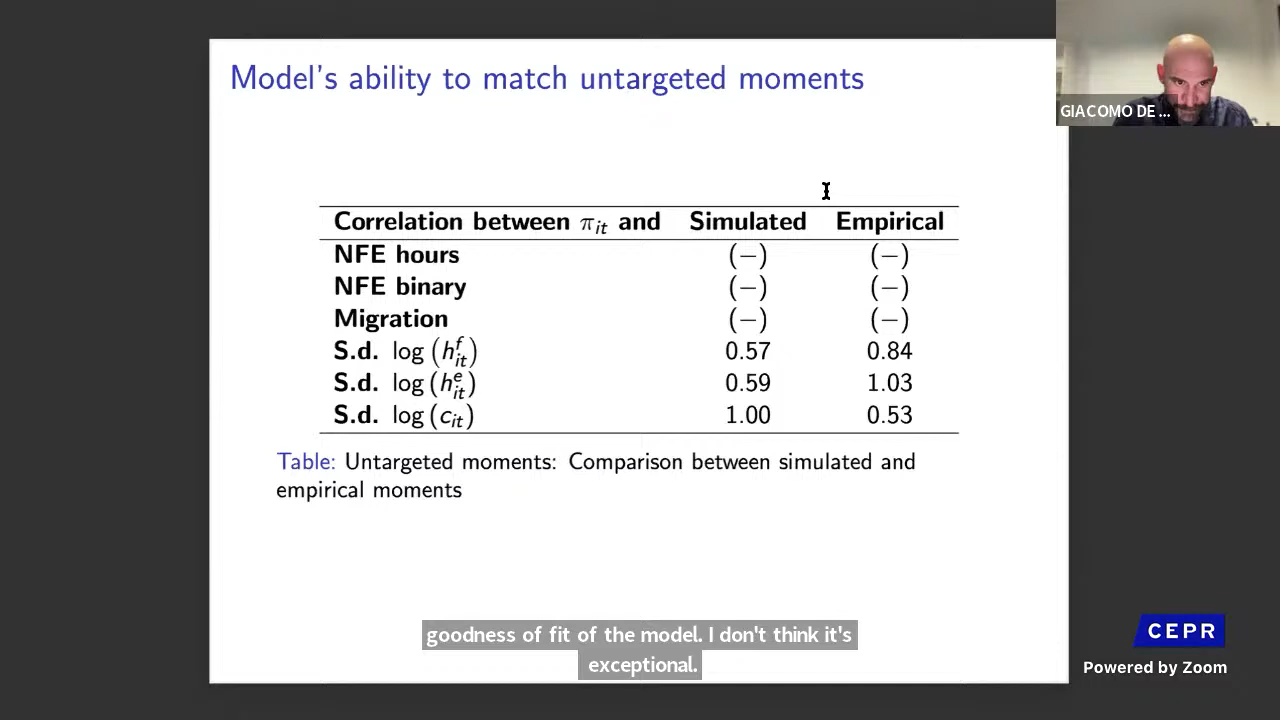 Model's ability to match untargeted moments
GIACOMO DE ...
Correlation between π_it and Simulated Empirical
NFE hours (−) (−)
NFE binary (−) (−)
Migration (−) (−)
S.d. log (h^f_it) 0.57 0.84
S.d. log (h^e_it) 0.59 1.03
S.d. log (c_it) 1.00 0.53
Table: Untargeted moments: Comparison between simulated and
empirical moments
goodness of fit of the model. I don't think it's
exceptional.
CEPR
Powered by Zoom